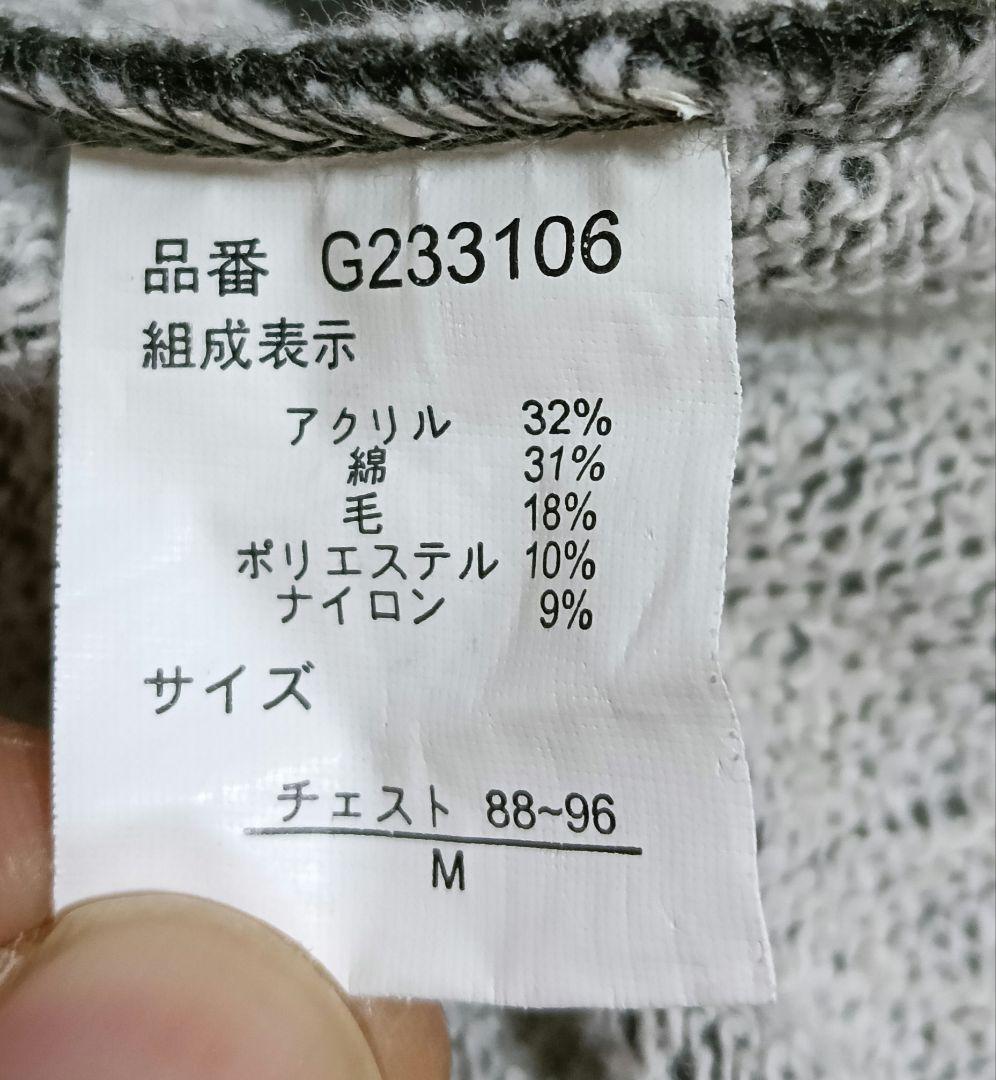 品番 G233106
組成表示
アクリル 32%
綿 31%
毛 18%
ポリエステル 10%
ナイロン 9%
サイズ
チェスト 88~96
M